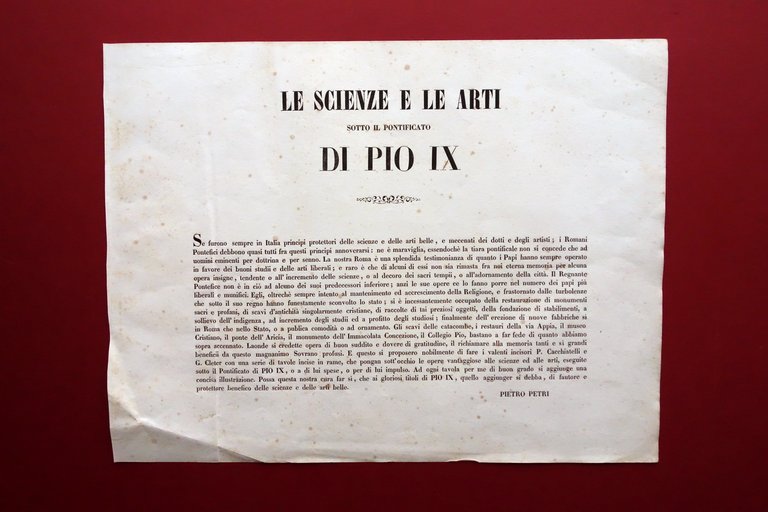 LE SCIENZE E LE ARTI
SOTTO IL PONTIFICATO
DI PIO IX
Se furono sempre in Italia principi protettori delle scienze e delle arti belle, e mecenati dei dotti e degli artisti; i Romani
Pontefici debbono quasi tutti fra questi principi annoverarsi: ne è maraviglia, essendochè la tiara pontificale non si concede che ad
uomini eminenti per dottrina e per senno. La nostra Roma è una splendida testimonianza di quanto i Papi hanno sempre operato
in favore dei buoni studii e delle arti liberali; e raro è che di alcuni di essi non sia rimasta fra noi eterna memoria per alcuna
opera insigne, tendente o all'incremento delle scienze, o al decoro dei sacri tempii, o all'adornamento della città. Il Regnante
Pontefice non è in ciò ad alcuno dei suoi predecessori inferiore; anzi le sue opere ce lo fanno porre nel numero dei papi più
liberali e munifici. Egli, oltrechè sempre intento al mantenimento ed accrescimento della Religione, e frastornato dalle turbolenze
che sotto il suo regno hanno funestamente sconvolto lo stato; si è incessantemente occupato della restaurazione di monumenti
sacri e profani, di scavi d'antichità singolarmente cristiane, di raccolte di tai preziosi oggetti, della fondazione di stabilimenti, a
sollievo dell'indigenza, ad incremento degli studii ed a profitto degli studiosi; finalmente dell'erezione di nuove fabbriche sì
in Roma che nello Stato, o a publica comodità o ad ornamento. Gli scavi delle catacombe, i restauri della via Appia, il museo
Cristiano, il ponte dell'Aricia, il monumento dell'Immacolata Concezione, il Collegio Pio, bastano a far fede di quanto abbiamo
sopra accennato. Laonde si credette opera di buon suddito e dovere di gratitudine, il richiamare alla memoria tanti e sì grandi
beneficii da questo magnanimo Sovrano profusi. E questo si proposero nobilmente di fare i valenti incisori P. Cacchiatelli e
G. Cleter con una serie di tavole incise in rame, che pongan sott'occhio le opere vantaggiose alle scienze ed alle arti, eseguite
sotto il Pontificato di PIO IX, o a di lui spese, o per di lui impulso. Ad ogni tavola per me di buon grado si aggiunge una
concisa illustrazione. Possa questa nostra cura far sì, che ai gloriosi titoli di PIO IX, quello aggiunger si debba, di fautore e
protettore benefico delle scienze e delle arti belle.
PIETRO PETRI